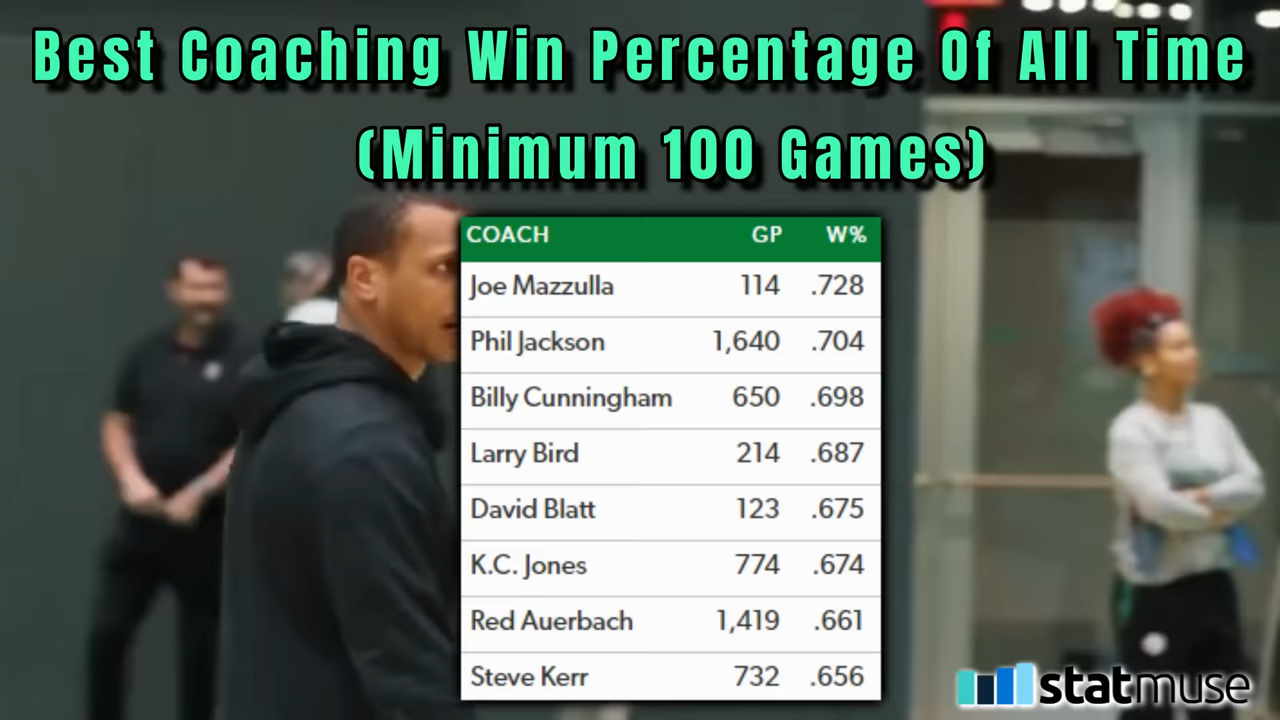 Best Coaching Win Percentage Of All Time
(Minimum 100 Games)
COACH GP W%
Joe Mazzulla 114 .728
Phil Jackson 1,640 .704
Billy Cunningham 650 .698
Larry Bird 214 .687
David Blatt 123 .675
K.C. Jones 774 .674
Red Auerbach 1,419 .661
Steve Kerr 732 .656
statmuse